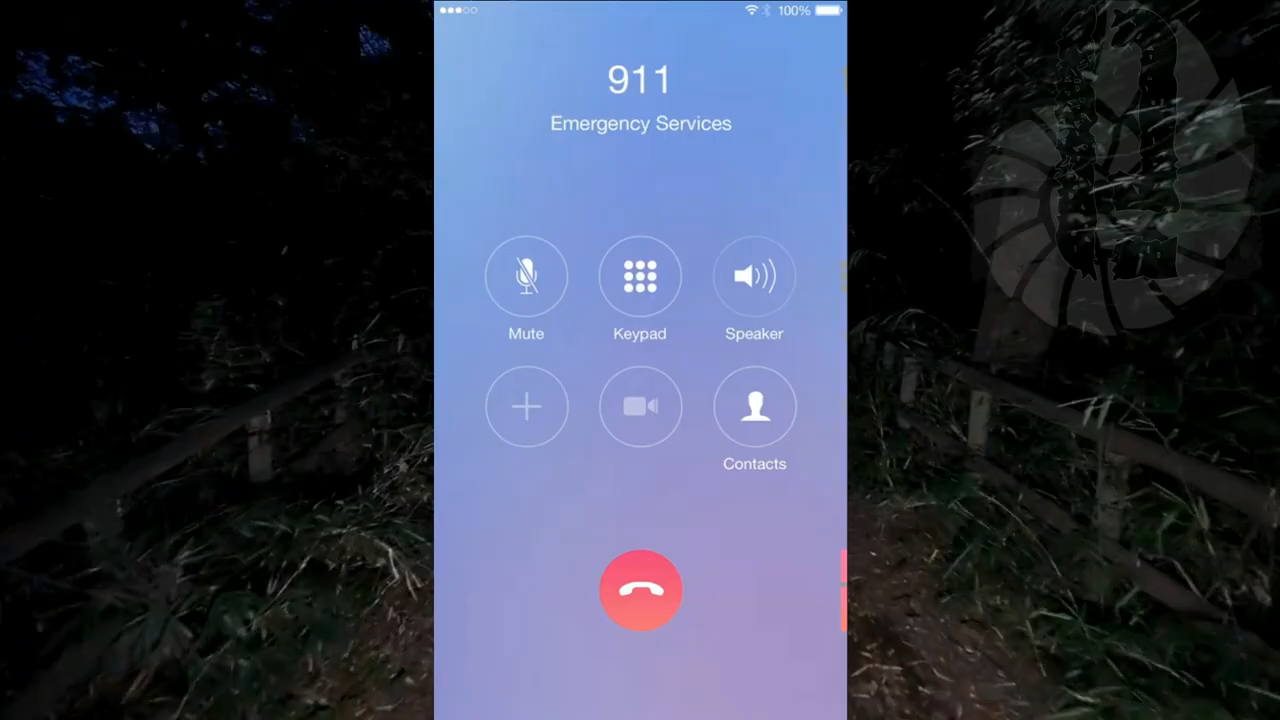 100%
911
Emergency Services
Mute
Keypad
Speaker
Contacts